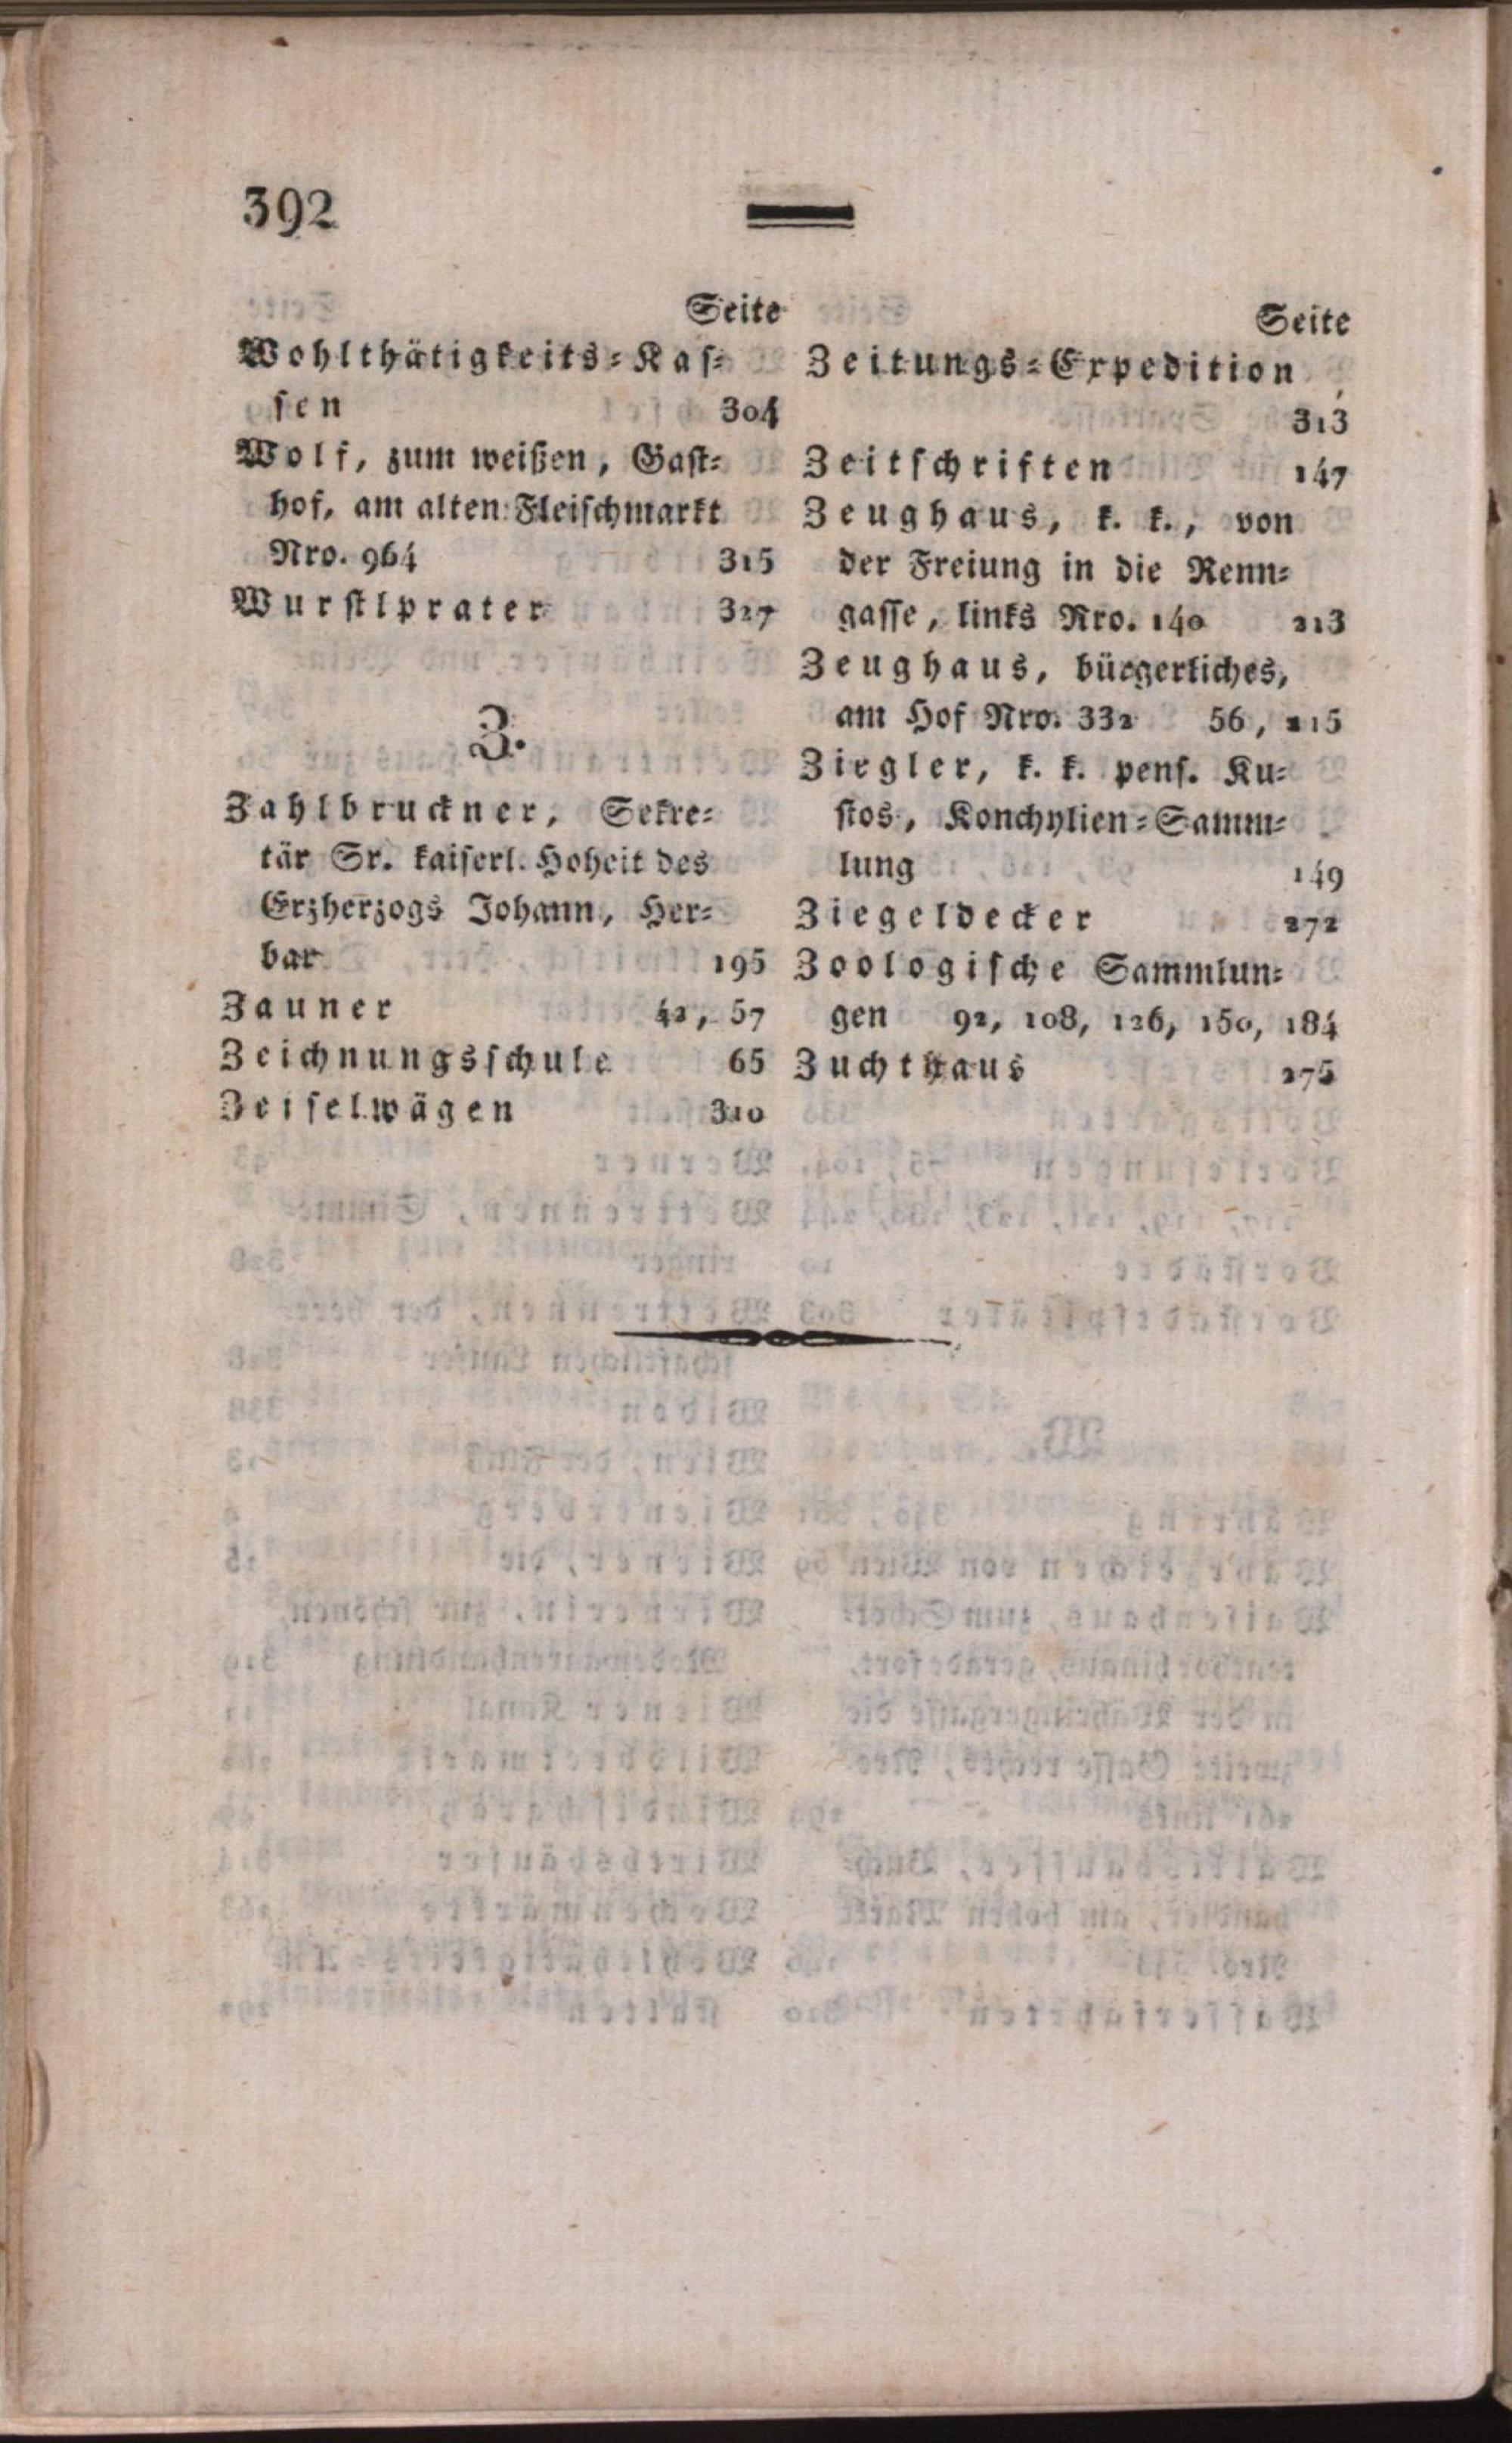 392
Seite
Wohlthätigkeits-Kas-
sen 304
Wolf, zum weißen, Gast-
hof, am alten Fleischmarkt
Nro. 964 315
Wurstlprater 327
Z.
Zahlbruckner, Sekre-
tär Sr. kaiserl. Hoheit des
Erzherzogs Johann, Her-
bar 195
Zauner 42, 57
Zeichnungsschule 65
Zeiselwägen 310
Seite
Zeitungs-Expedition
313
Zeitschriften 147
Zeughaus, k. k., von
der Freiung in die Renn-
gasse, links Nro. 140 213
Zeughaus, bürgerliches,
am Hof Nro. 332 56, 215
Ziegler, k. k. pens. Ku-
stos, Konchylien-Samm-
lung 149
Ziegeldecker 272
Zoologische Sammlun-
gen 92, 108, 126, 150, 184
Zuchthaus 275